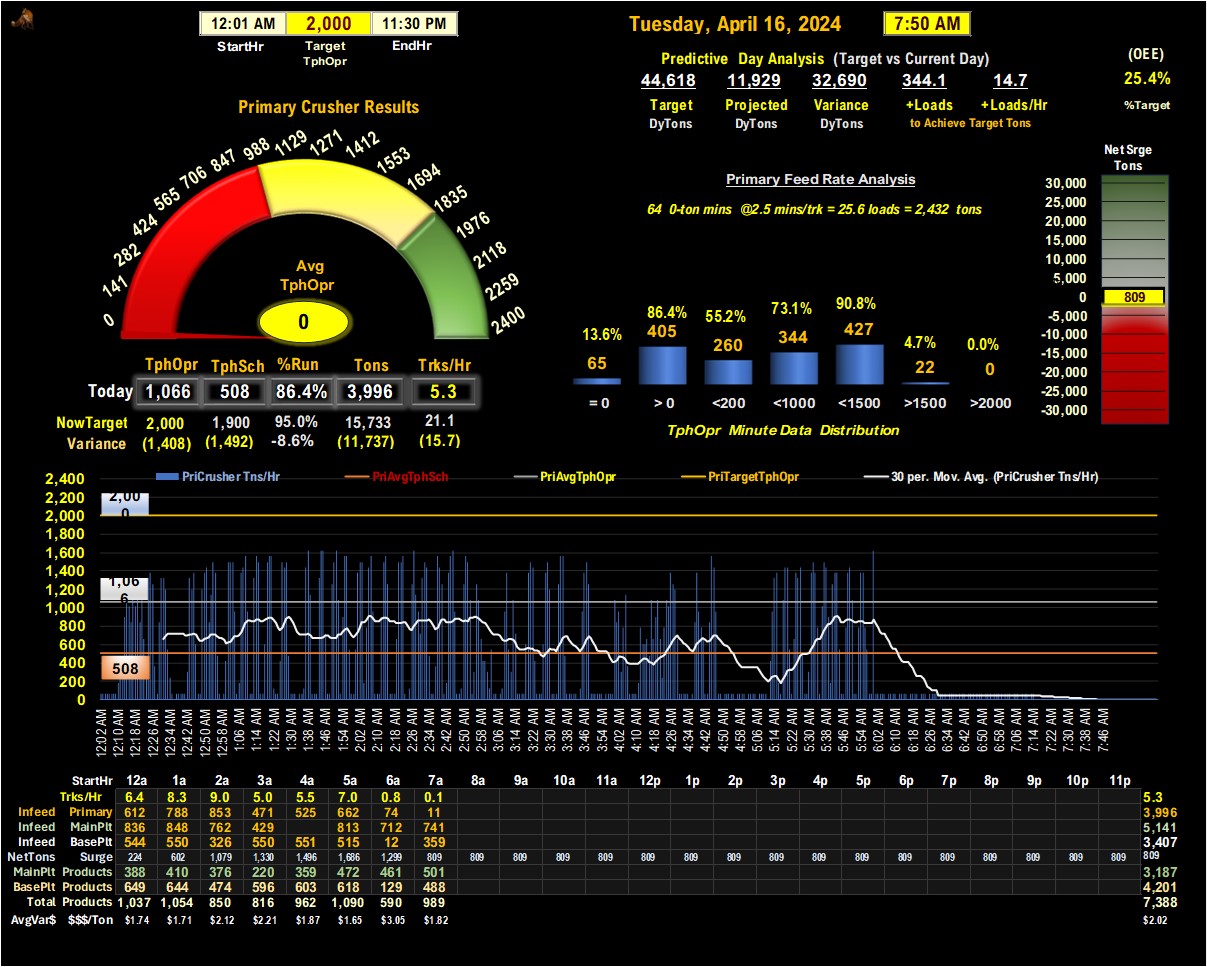 12:01 AM 2,000 11:30 PM
StartHr Target TphOpr EndHr
Tuesday, April 16, 2024 7:50 AM
Predictive Day Analysis (Target vs Current Day)
44,618 11,929 32,690 344.1 14.7
Target Projected Variance +Loads +Loads/Hr
DyTons DyTons DyTons to Achieve Target Tons
(OEE)
25.4%
%Target
Primary Crusher Results
0 141 282 424 565 706 847 988 1129 1271 1412 1553 1694 1835 1976 2118 2259 2400
Avg
TphOpr
0
Primary Feed Rate Analysis
64 0-ton mins @2.5 mins/trk = 25.6 loads = 2,432 tons
13.6% 86.4% 55.2% 73.1% 90.8% 4.7% 0.0%
65 405 260 344 427 22 0
= 0 > 0 <200 <1000 <1500 >1500 >2000
TphOpr Minute Data Distribution
Net Srge
Tons
30,000
25,000
20,000
15,000
10,000
5,000
0 809
-5,000
-10,000
-15,000
-20,000
-25,000
-30,000
TphOpr TphSch %Run Tons Trks/Hr
Today 1,066 508 86.4% 3,996 5.3
NowTarget 2,000 1,900 95.0% 15,733 21.1
Variance (1,408) (1,492) -8.6% (11,737) (15.7)
PriCrusher Tns/Hr PriAvgTphSch PriAvgTphOpr PriTargetTphOpr 30 per. Mov. Avg. (PriCrusher Tns/Hr)
2,400
2,200
2,000
1,800
1,600
1,400
1,200
1,000
800
600
400
200
0
2,00
0
1,06
6
508
12:02 AM 12:10 AM 12:18 AM 12:26 AM 12:34 AM 12:42 AM 12:50 AM 12:58 AM 1:06 AM 1:14 AM 1:22 AM 1:30 AM 1:38 AM 1:46 AM 1:54 AM 2:02 AM 2:10 AM 2:18 AM 2:26 AM 2:34 AM 2:42 AM 2:50 AM 2:58 AM 3:06 AM 3:14 AM 3:22 AM 3:30 AM 3:38 AM 3:46 AM 3:54 AM 4:02 AM 4:10 AM 4:18 AM 4:26 AM 4:34 AM 4:42 AM 4:50 AM 4:58 AM 5:06 AM 5:14 AM 5:22 AM 5:30 AM 5:38 AM 5:46 AM 5:54 AM 6:02 AM 6:10 AM 6:18 AM 6:26 AM 6:34 AM 6:42 AM 6:50 AM 6:58 AM 7:06 AM 7:14 AM 7:22 AM 7:30 AM 7:38 AM 7:46 AM
StartHr 12a 1a 2a 3a 4a 5a 6a 7a 8a 9a 10a 11a 12p 1p 2p 3p 4p 5p 6p 7p 8p 9p 10p 11p
Trks/Hr 6.4 8.3 9.0 5.0 5.5 7.0 0.8 0.1 5.3
Infeed Primary 612 788 853 471 525 662 74 11 3,996
Infeed MainPlt 836 848 762 429 813 712 741 5,141
Infeed BasePlt 544 550 326 550 551 515 12 359 3,407
NetTons Surge 224 602 1,079 1,330 1,496 1,686 1,299 809 809 809 809 809 809 809 809 809 809 809 809 809 809 809 809 809 809
MainPlt Products 388 410 376 220 359 472 461 501 3,187
BasePlt Products 649 644 474 596 603 618 129 488 4,201
Total Products 1,037 1,054 850 816 962 1,090 590 989 7,388
AvgVar$ $$$/Ton $1.74 $1.71 $2.12 $2.21 $1.87 $1.65 $3.05 $1.82 $2.02